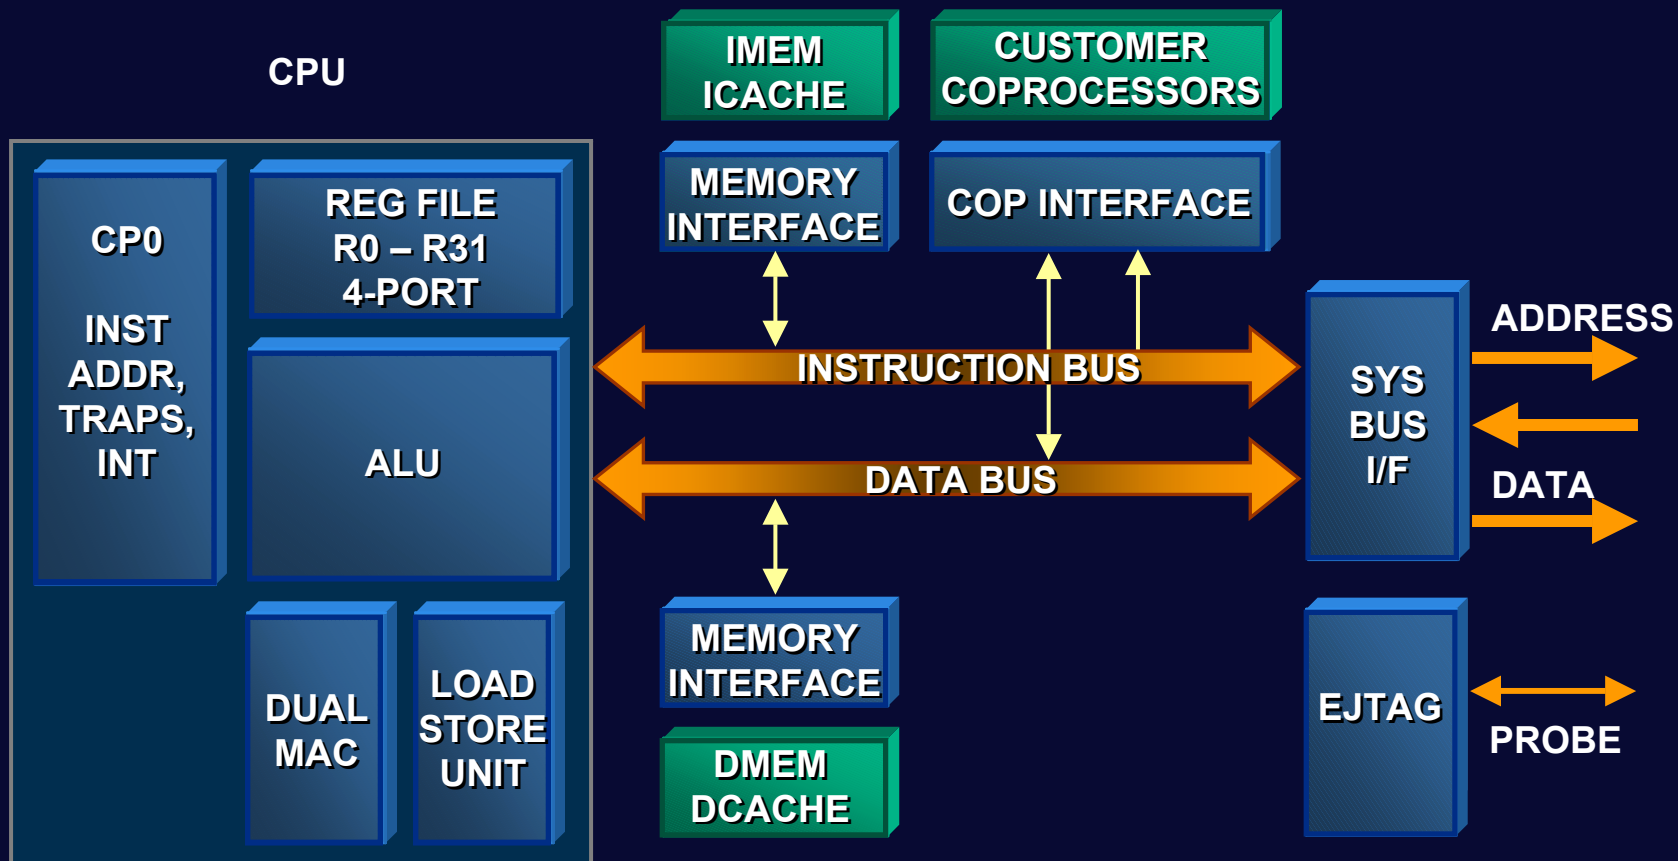 CPU
IMEM
ICACHE
CUSTOMER
COPROCESSORS
CP0
INST
ADDR,
TRAPS,
INT
REG FILE
R0 – R31
4-PORT
ALU
DUAL
MAC
LOAD
STORE
UNIT
MEMORY
INTERFACE
COP INTERFACE
INSTRUCTION BUS
DATA BUS
MEMORY
INTERFACE
DMEM
DCACHE
SYS
BUS
I/F
ADDRESS
DATA
EJTAG
PROBE